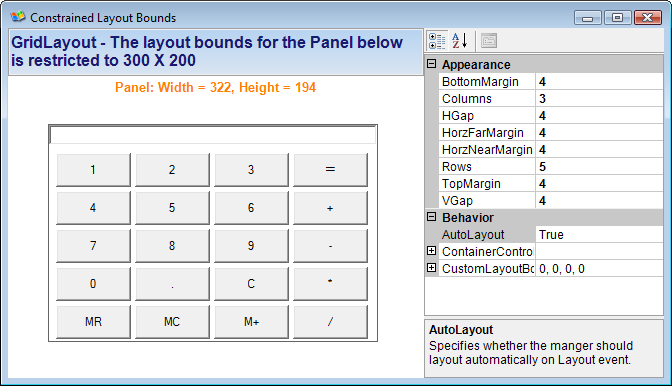 Constrained Layout Bounds
GridLayout - The layout bounds for the Panel below
is restricted to 300 X 200
Panel: Width = 322, Height = 194
1 2 3 =
4 5 6 +
7 8 9 -
0 . C *
MR MC M+ /
A Z
Appearance
BottomMargin 4
Columns 3
HGap 4
HorzFarMargin 4
HorzNearMargin 4
Rows 5
TopMargin 4
VGap 4
Behavior
AutoLayout True
ContainerContro
CustomLayoutBo 0, 0, 0, 0
AutoLayout
Specifies whether the manger should
layout automatically on Layout event.